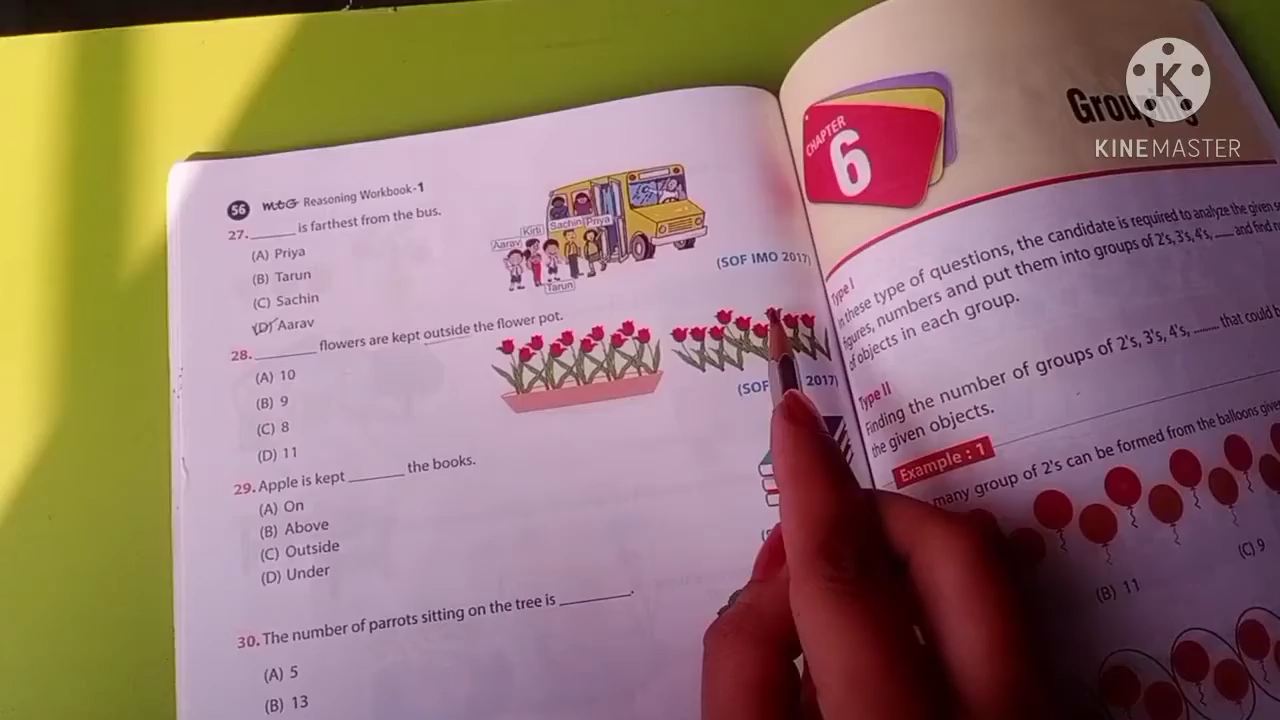 56 MTG Reasoning Workbook-1
27. ______ is farthest from the bus.
(A) Priya
(B) Tarun
(C) Sachin
(D) Aarav
Aarav
Kirti
Sachin
Priya
Tarun
(SOF IMO 2017)
28. ______ flowers are kept outside the flower pot.
(A) 10
(B) 9
(C) 8
(D) 11
(SOF 2017)
29. Apple is kept ______ the books.
(A) On
(B) Above
(C) Outside
(D) Under
30. The number of parrots sitting on the tree is ______.
(A) 5
(B) 13
CHAPTER
6
K
KINEMASTER
Type I
In these type of questions, the candidate is required to analyze the given
figures, numbers and put them into groups of 2's, 3's, 4's, ___ and find
of objects in each group.
Type II
Finding the number of groups of 2's, 3's, 4's, ........ that could
the given objects.
Example : 1
many group of 2's can be formed from the balloons
(B) 11
(C) 9